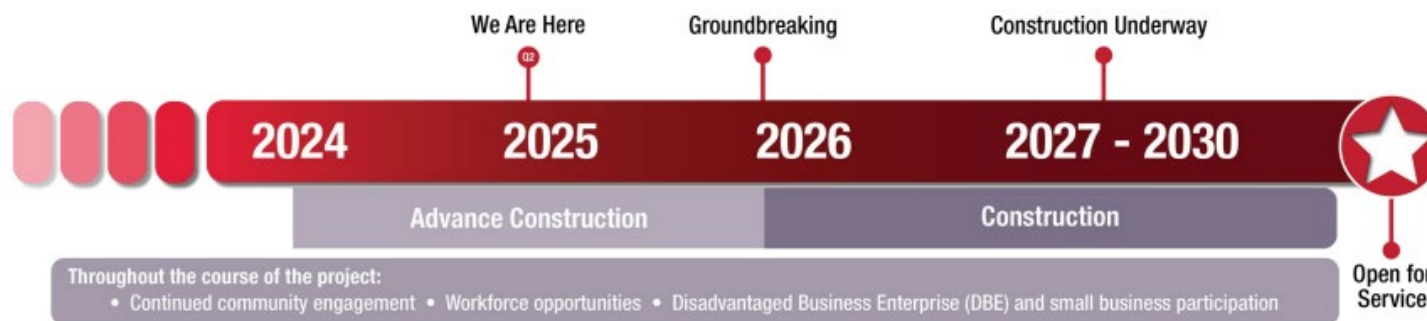 We Are Here
Groundbreaking
Construction Underway
Q2
2024
2025
2026
2027 - 2030
Advance Construction
Construction
Open for
Service
Throughout the course of the project:
• Continued community engagement • Workforce opportunities • Disadvantaged Business Enterprise (DBE) and small business participation